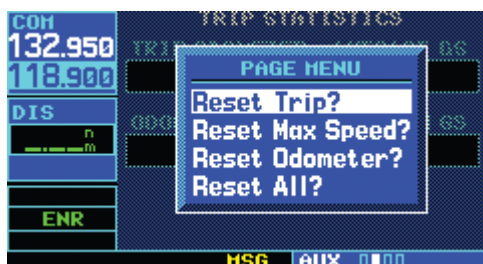 COM
132.950
118.900
DIS
n
m
ENR
TRIP STATISTICS
PAGE MENU
Reset Trip?
Reset Max Speed?
Reset Odometer?
Reset All?
MSG AUX